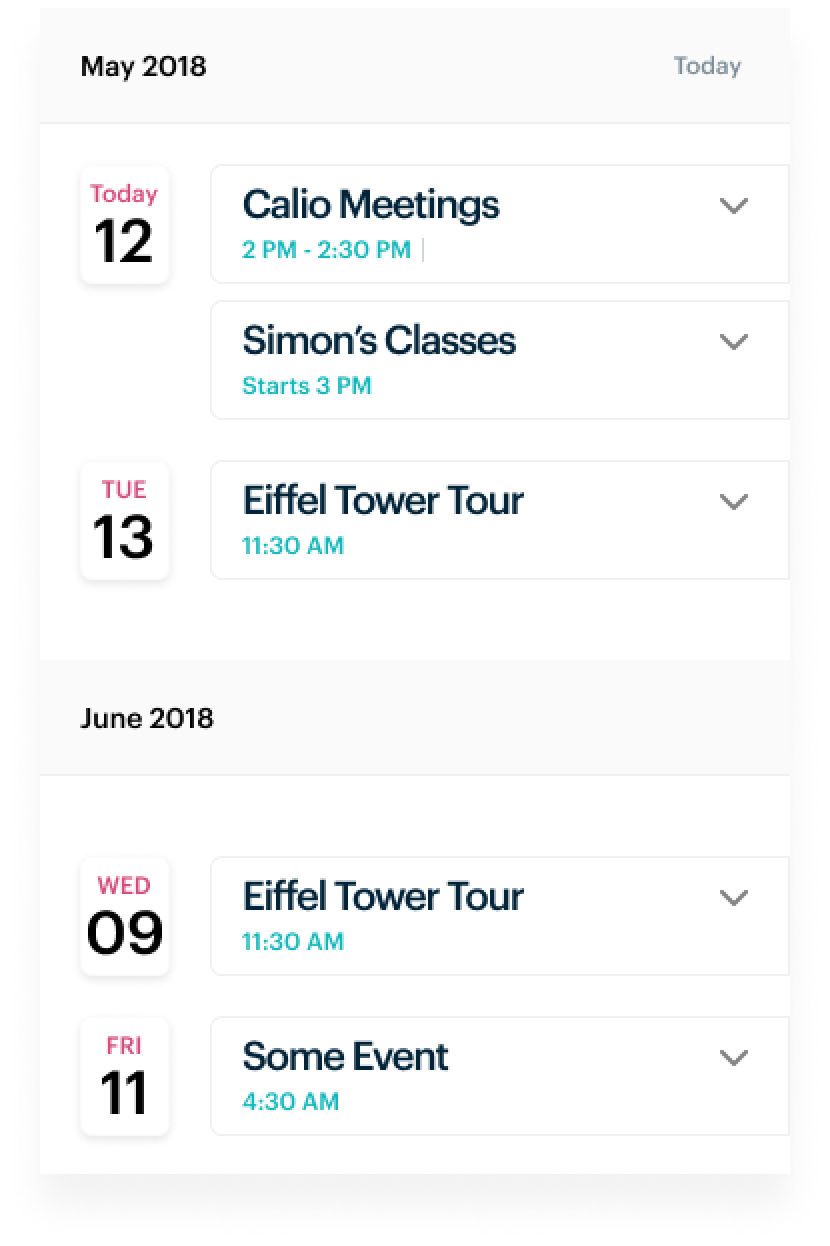 May 2018 Today
Today
12
Calio Meetings
2 PM - 2:30 PM
Simon’s Classes
Starts 3 PM
TUE
13
Eiffel Tower Tour
11:30 AM
June 2018
WED
09
Eiffel Tower Tour
11:30 AM
FRI
11
Some Event
4:30 AM